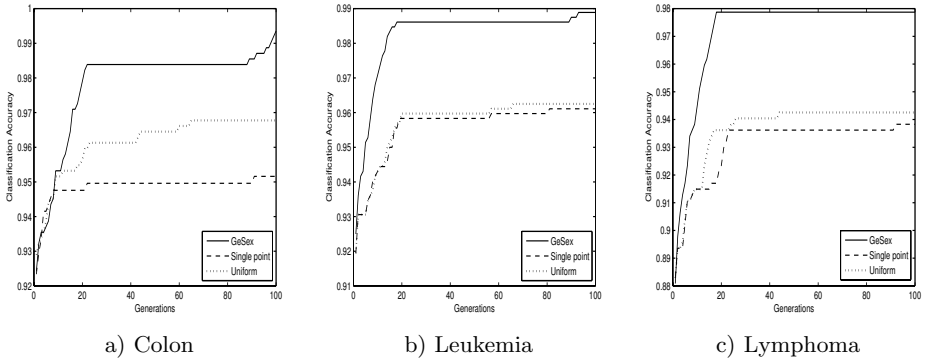 1
0.99
0.98
0.97
0.96
0.95
0.94
0.93
0.92
Classification Accuracy
0 20 40 60 80 100
Generations
GeSex
Single point
Uniform
a) Colon
0.99
0.98
0.97
0.96
0.95
0.94
0.93
0.92
0.91
Classification Accuracy
0 20 40 60 80 100
Generations
GeSex
Single point
Uniform
b) Leukemia
0.98
0.97
0.96
0.95
0.94
0.93
0.92
0.91
0.9
0.89
0.88
Classification Accuracy
0 20 40 60 80 100
Generations
GeSex
Single point
Uniform
c) Lymphoma